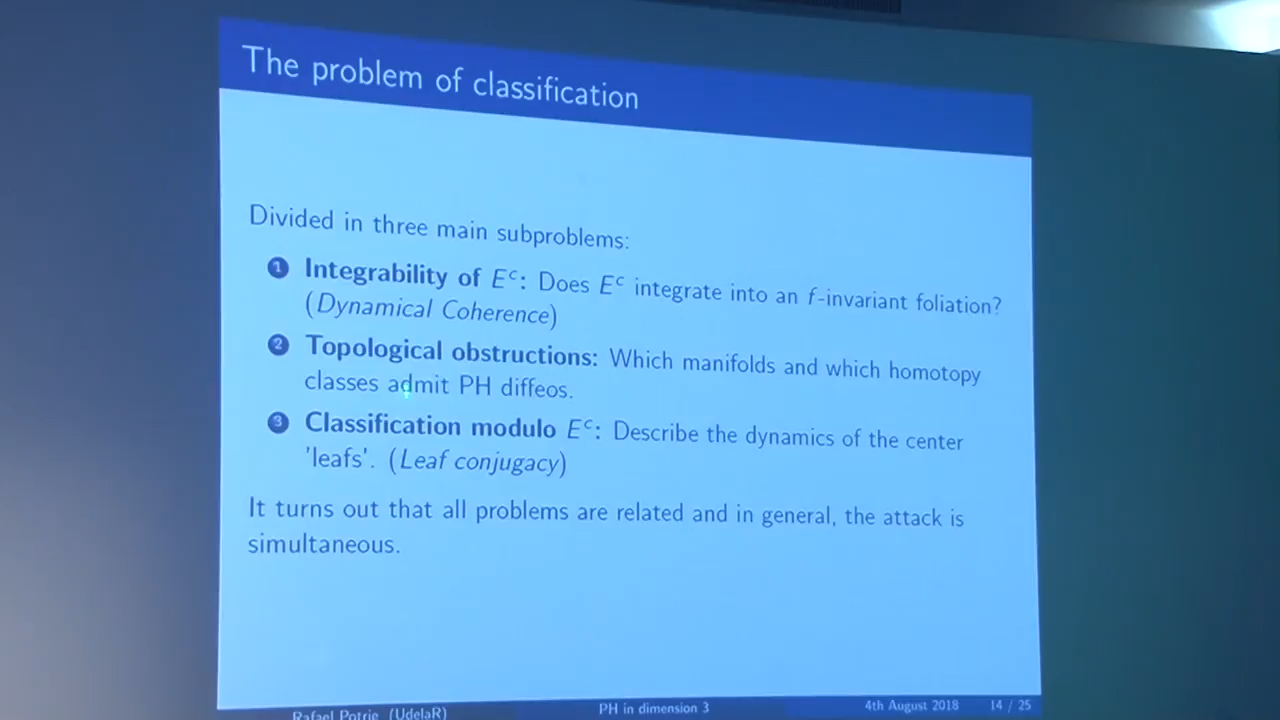 The problem of classification
Divided in three main subproblems:
1 Integrability of Eᶜ: Does Eᶜ integrate into an f-invariant foliation?
(Dynamical Coherence)
2 Topological obstructions: Which manifolds and which homotopy
classes admit PH diffeos.
3 Classification modulo Eᶜ: Describe the dynamics of the center
'leafs'. (Leaf conjugacy)
It turns out that all problems are related and in general, the attack is
simultaneous.
Rafael Potrie (UdelaR) PH in dimension 3 4th August 2018 14 / 25